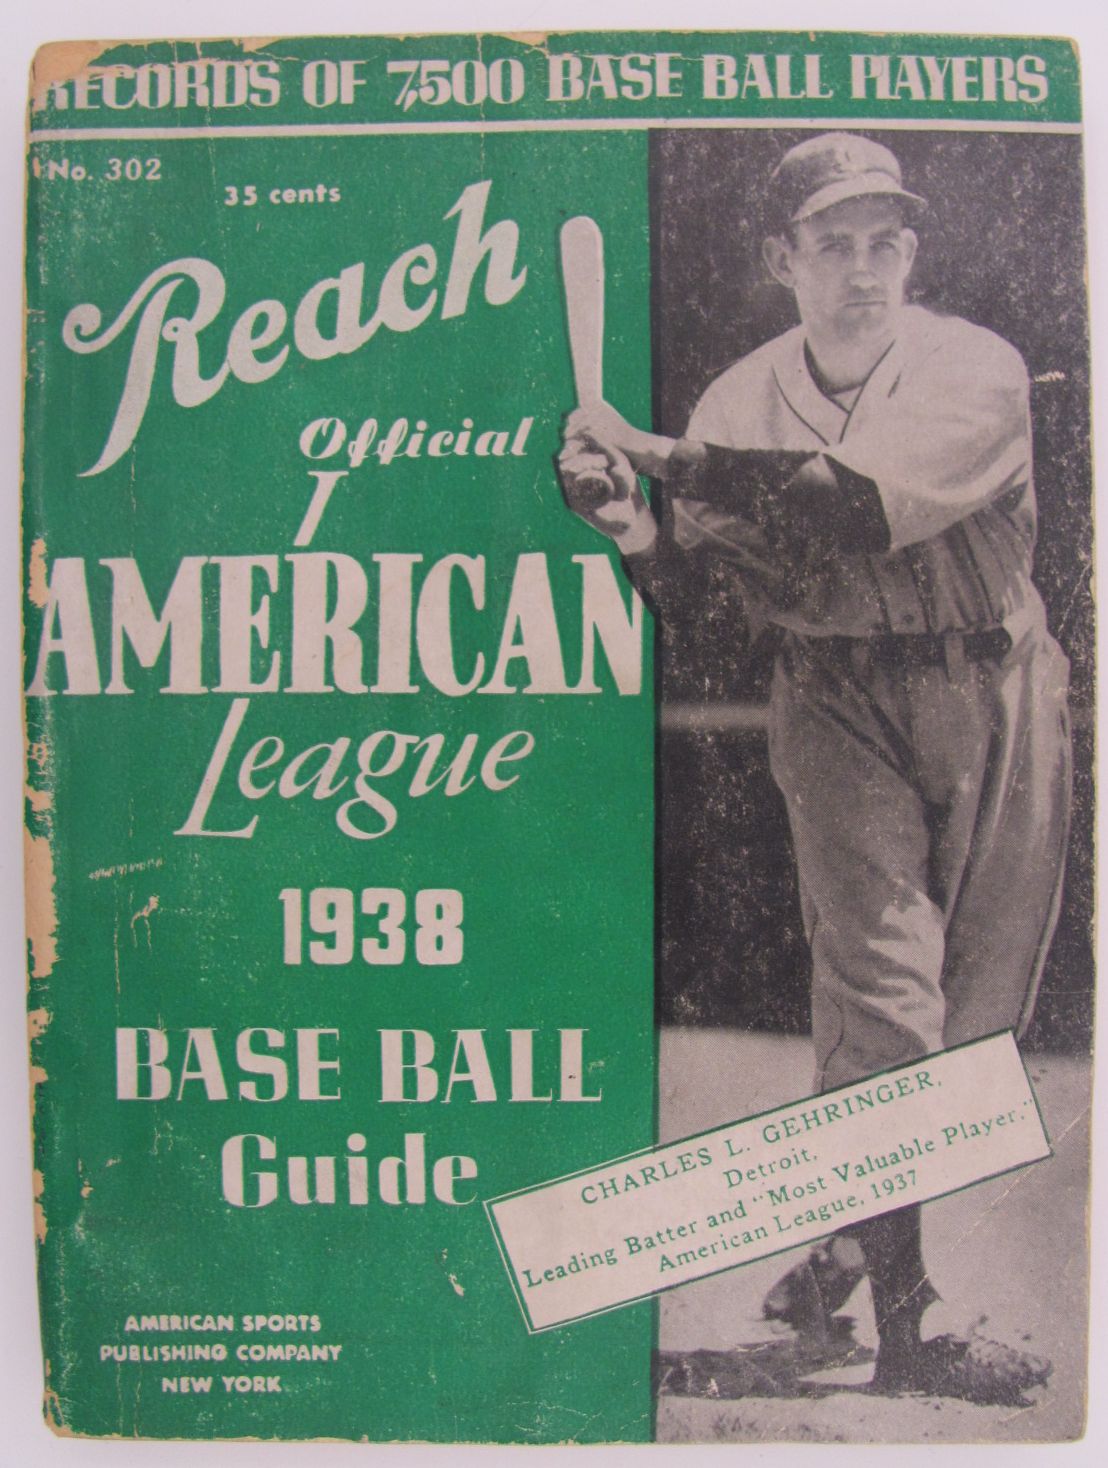 RECORDS OF 7,500 BASE BALL PLAYERS
No. 302
35 cents
Reach
Official
AMERICAN
League
1938
BASE BALL
Guide
CHARLES L. GEHRINGER,
Detroit,
Leading Batter and "Most Valuable Player,"
American League, 1937
AMERICAN SPORTS
PUBLISHING COMPANY
NEW YORK